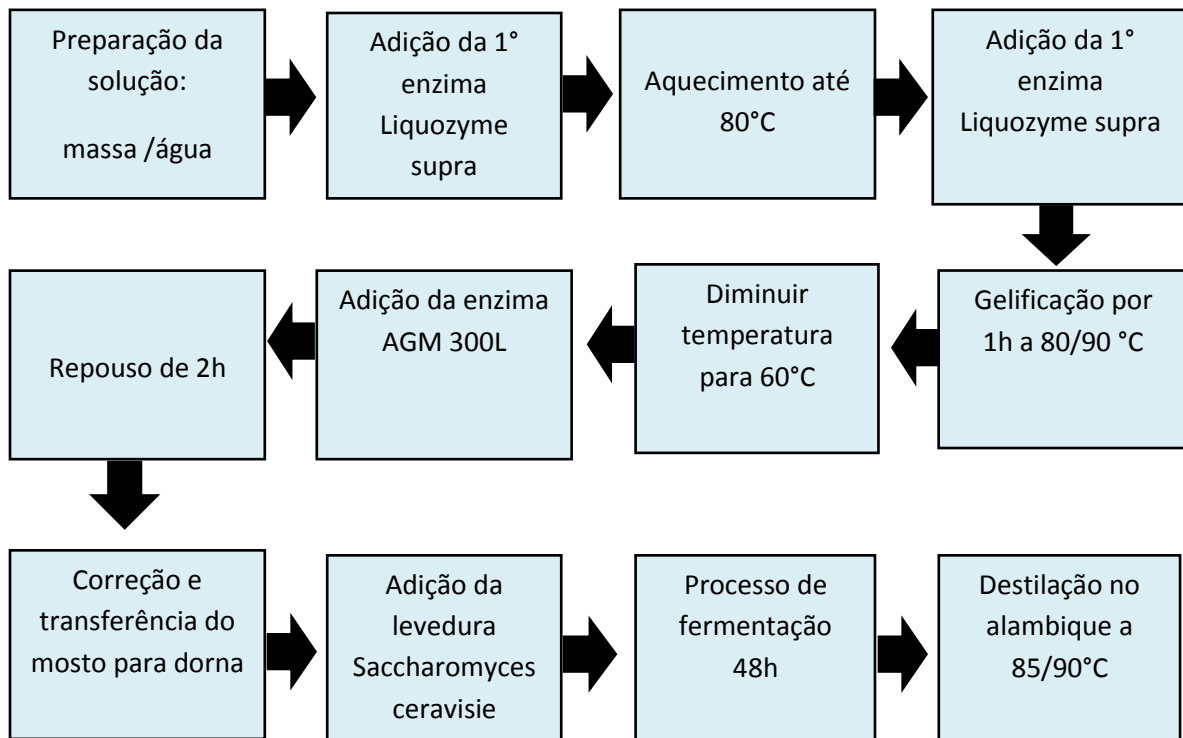 Preparação da
solução:
massa /água
Adição da 1°
enzima
Liquozyme
supra
Aquecimento até
80°C
Adição da 1°
enzima
Liquozyme supra
Gelificação por
1h a 80/90 °C
Diminuir
temperatura
para 60°C
Adição da enzima
AGM 300L
Repouso de 2h
Correção e
transferência do
mosto para dorna
Adição da
levedura
Saccharomyces
ceravisie
Processo de
fermentação
48h
Destilação no
alambique a
85/90°C